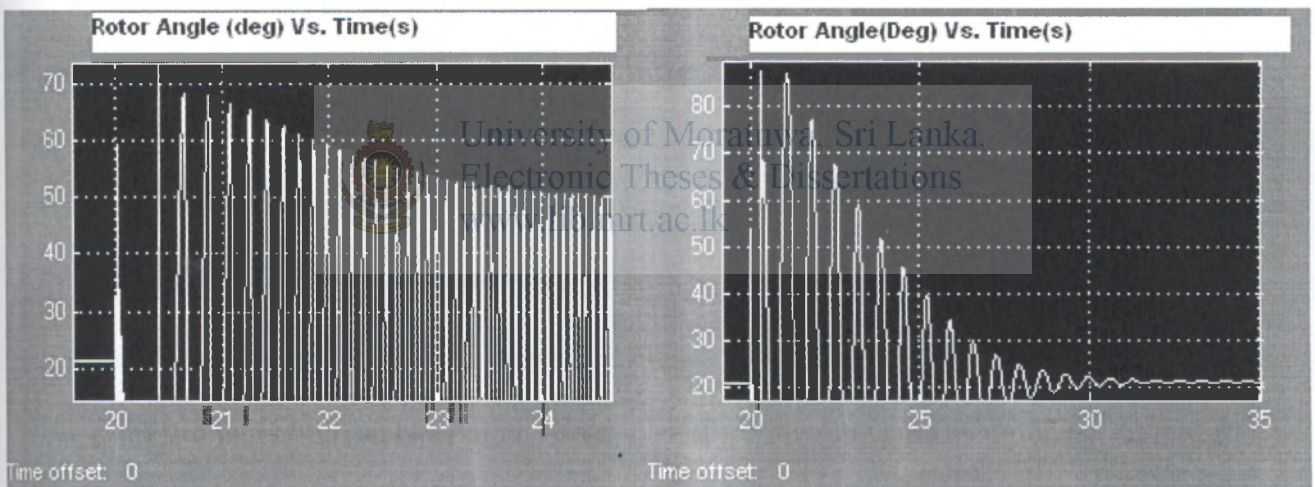 Rotor Angle (deg) Vs. Time(s)
70
60
50
40
30
20
20 21 22 23 24
Time offset: 0
Rotor Angle(Deg) Vs. Time(s)
80
70
60
50
40
30
20
20 25 30 35
Time offset: 0
University of Moratuwa, Sri Lanka.
Electronic Theses & Dissertations
www.lib.mrt.ac.lk